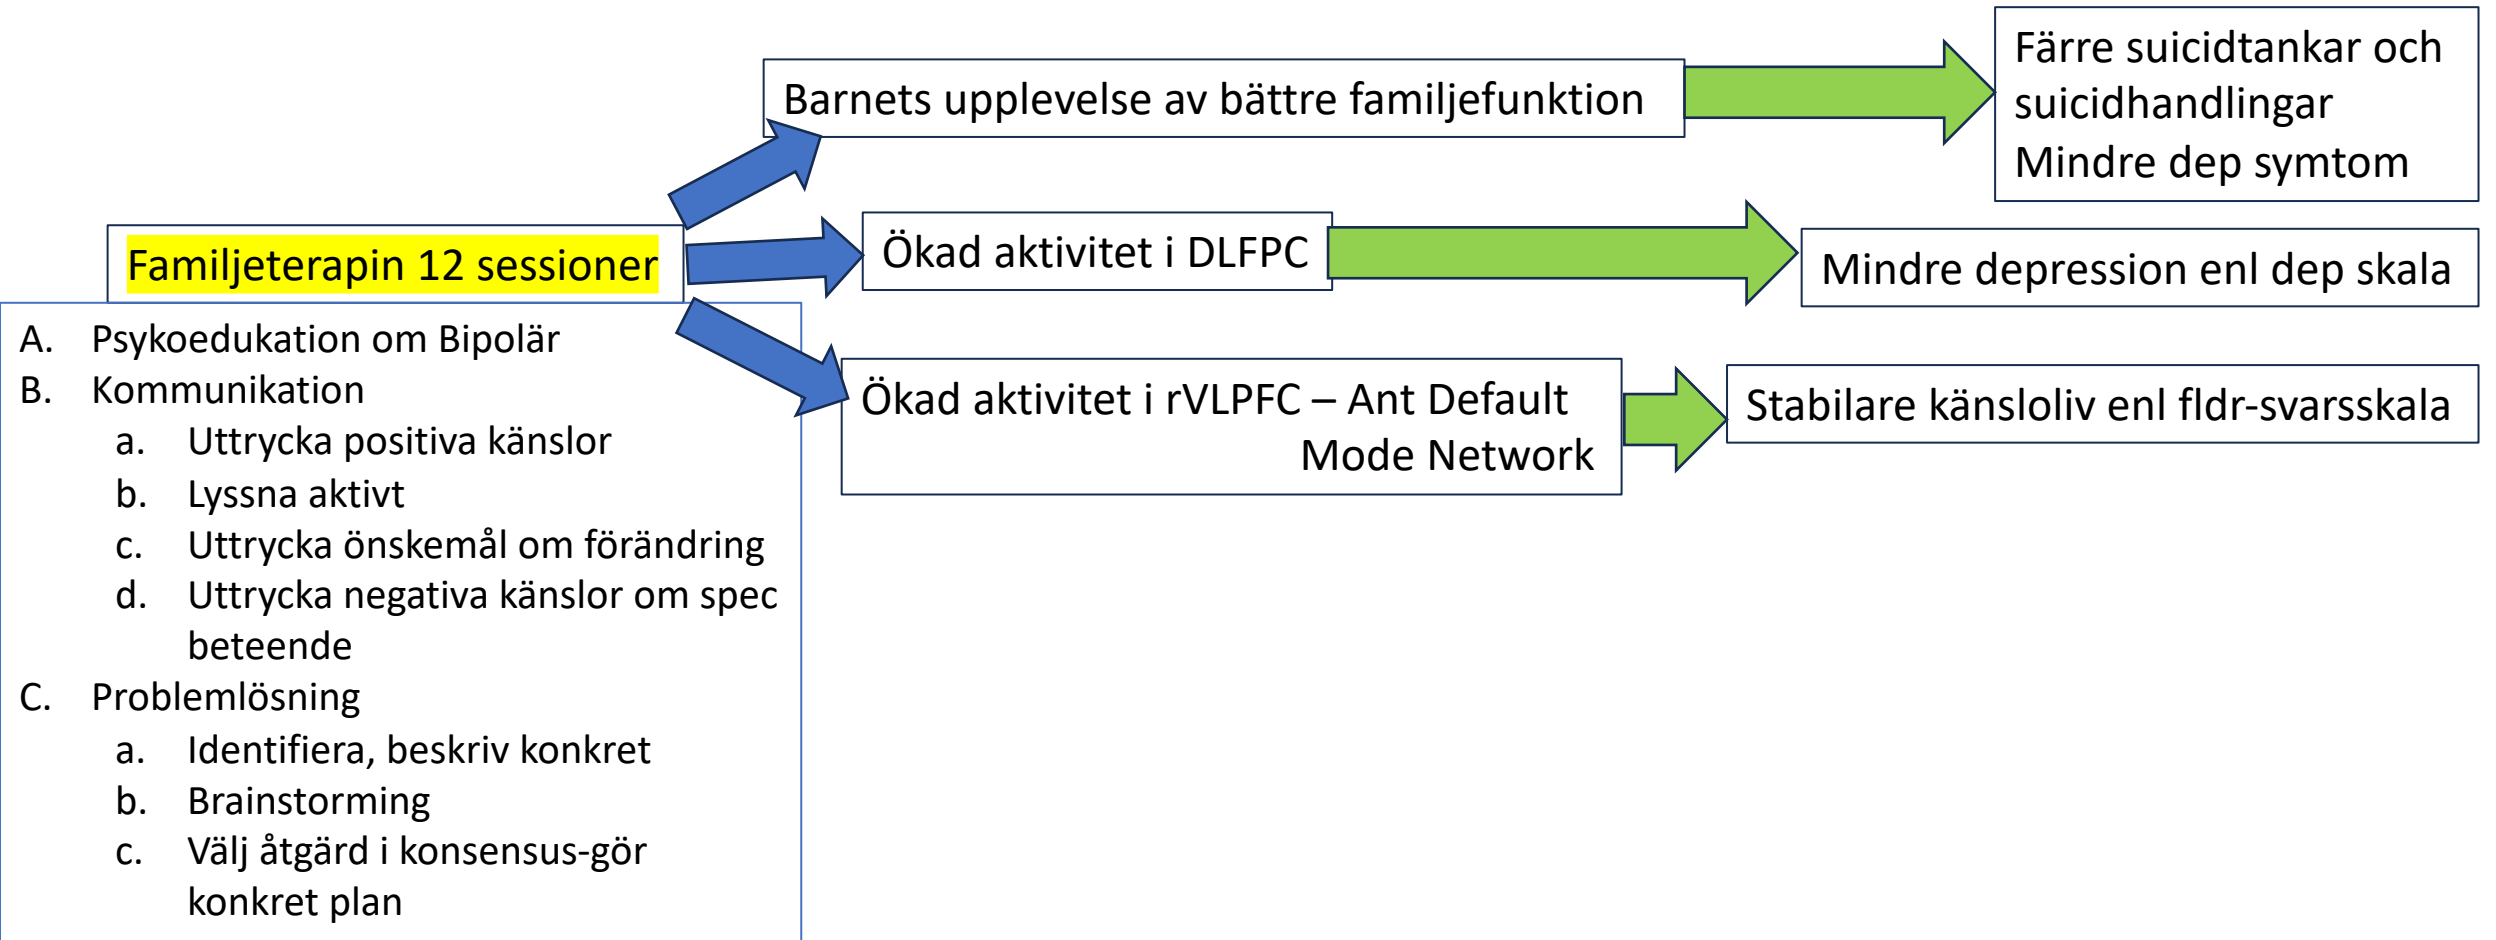 Barnets upplevelse av bättre familjefunktion
Färre suicidtankar och
suicidhandlingar
Mindre dep symtom
Familjeterapin 12 sessioner
Ökad aktivitet i DLFPC
Mindre depression enl dep skala
Ökad aktivitet i rVLPFC – Ant Default
Mode Network
Stabilare känsloliv enl fldr-svarsskala
A. Psykoedukation om Bipolär
B. Kommunikation
a. Uttrycka positiva känslor
b. Lyssna aktivt
c. Uttrycka önskemål om förändring
d. Uttrycka negativa känslor om spec
beteende
C. Problemlösning
a. Identifiera, beskriv konkret
b. Brainstorming
c. Välj åtgärd i konsensus-gör
konkret plan